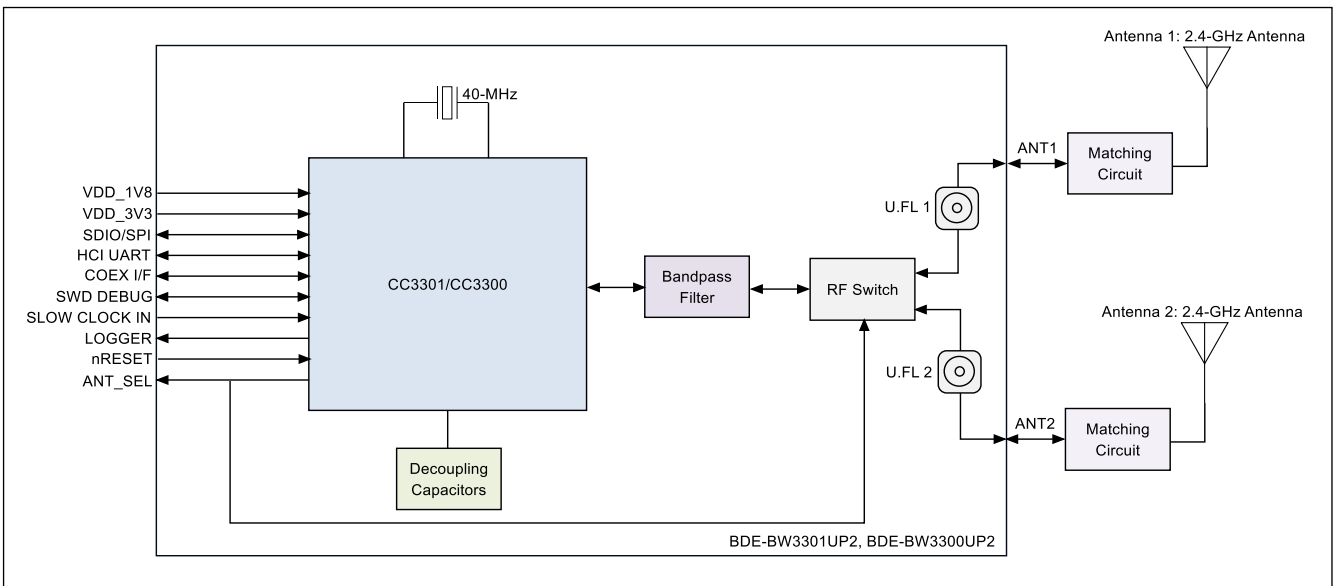 Antenna 1: 2.4-GHz Antenna
40-MHz
ANT1
Matching
Circuit
VDD_1V8
VDD_3V3
SDIO/SPI
HCI UART
COEX I/F
SWD DEBUG
SLOW CLOCK IN
LOGGER
nRESET
ANT_SEL
CC3301/CC3300
Bandpass
Filter
RF Switch
U.FL 1
U.FL 2
Antenna 2: 2.4-GHz Antenna
ANT2
Matching
Circuit
Decoupling
Capacitors
BDE-BW3301UP2, BDE-BW3300UP2